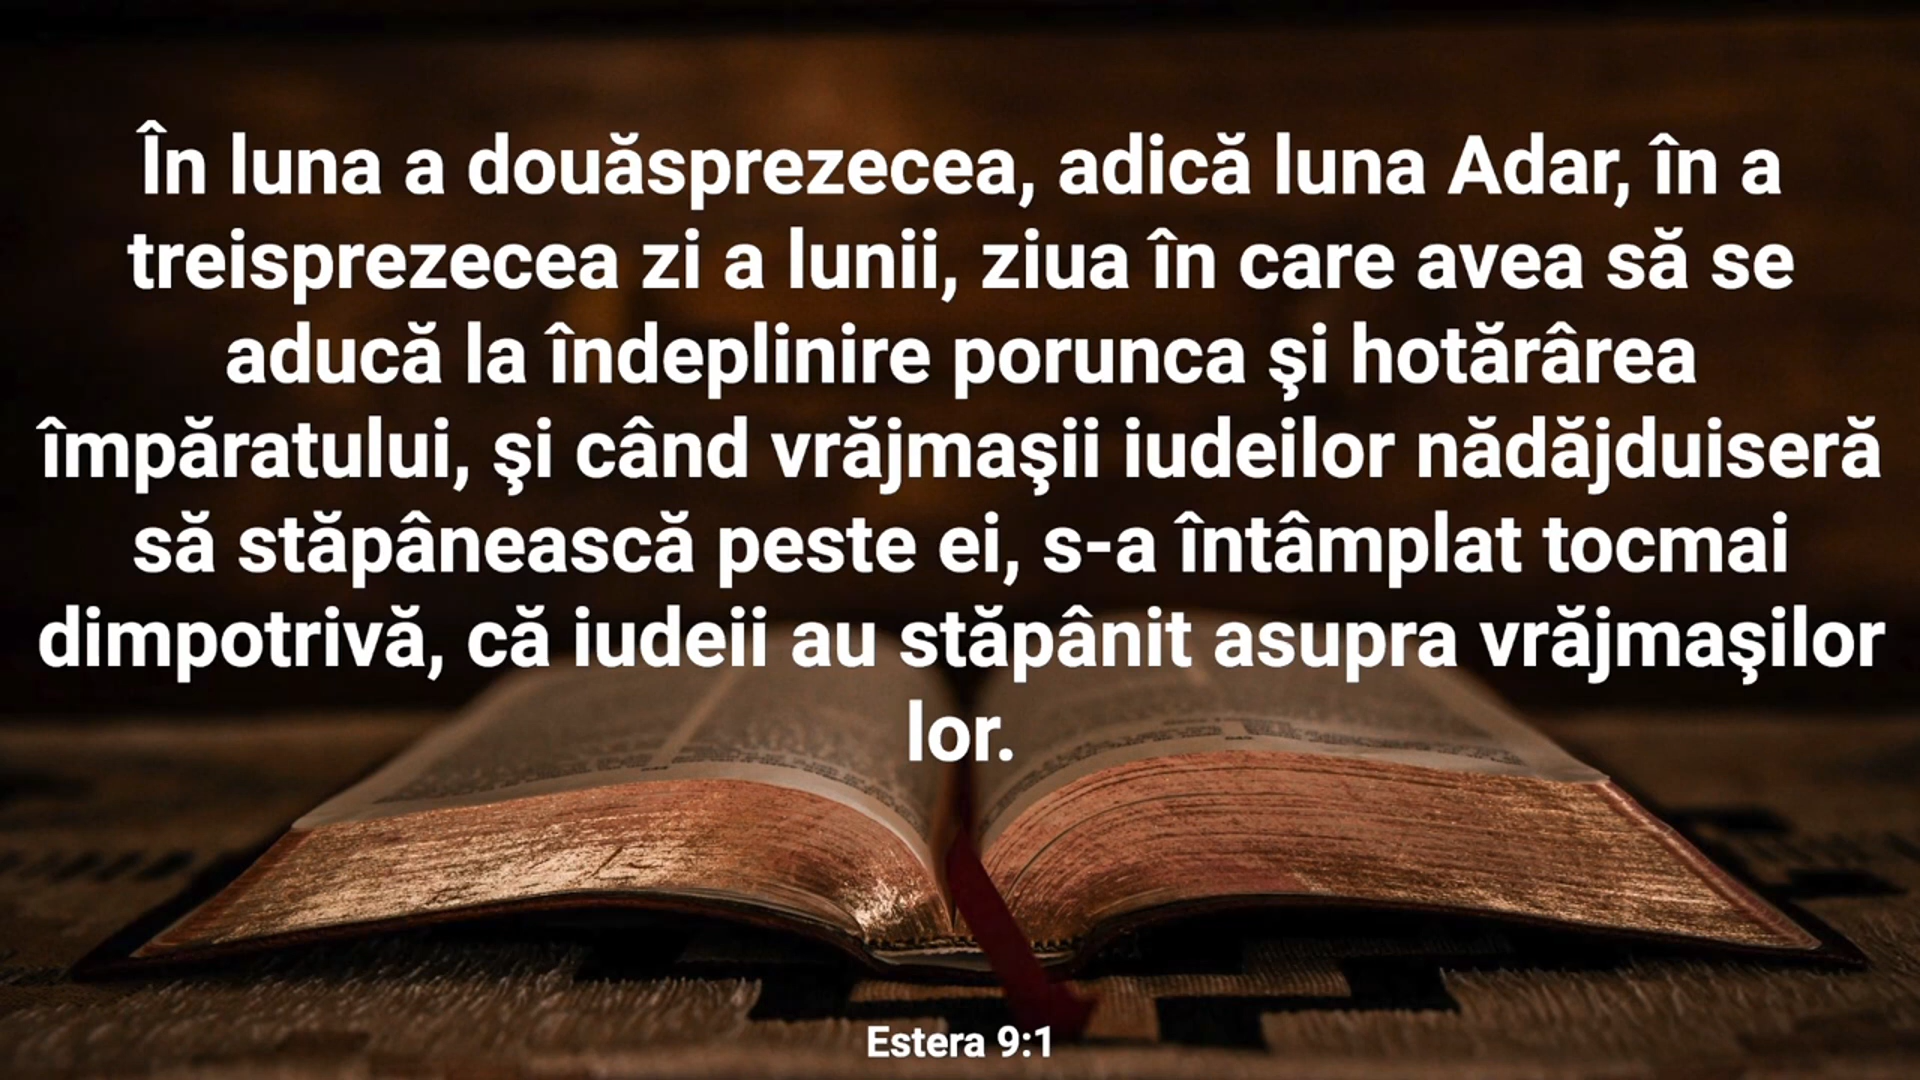 În luna a douăsprezecea, adică luna Adar, în a
treisprezecea zi a lunii, ziua în care avea să se
aducă la îndeplinire porunca şi hotărârea
împăratului, şi când vrăjmaşii iudeilor nădăjduiseră
să stăpânească peste ei, s-a întâmplat tocmai
dimpotrivă, că iudeii au stăpânit asupra vrăjmaşilor
lor.
Estera 9:1